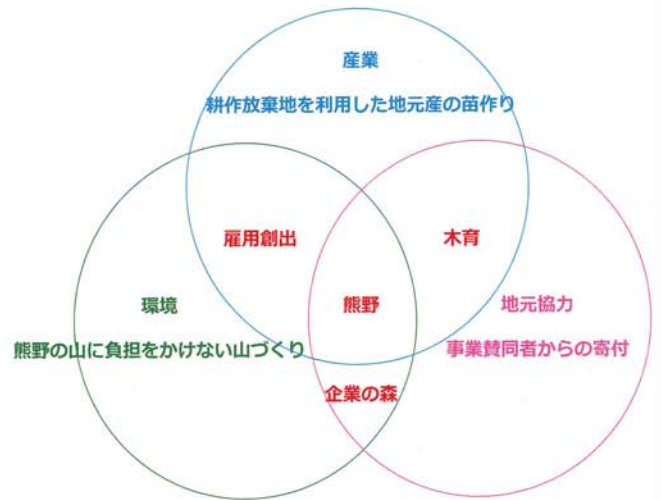 産業
耕作放棄地を利用した地元産の苗作り
雇用創出
木育
環境
熊野
地元協力
熊野の山に負担をかけない山づくり
事業賛同者からの寄付
企業の森